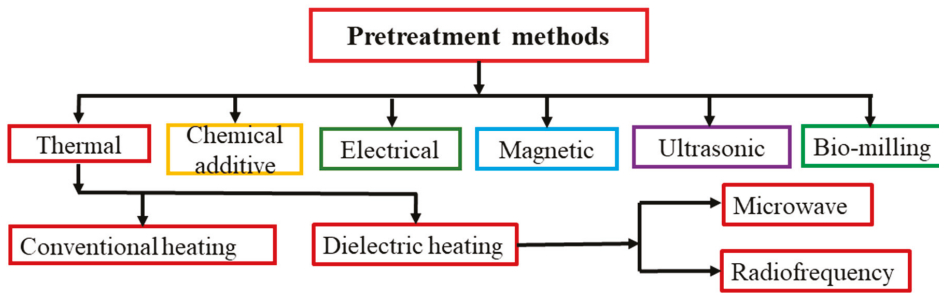 Pretreatment methods
Thermal
Chemical
additive
Electrical
Magnetic
Ultrasonic
Bio-milling
Conventional heating
Dielectric heating
Microwave
Radiofrequency